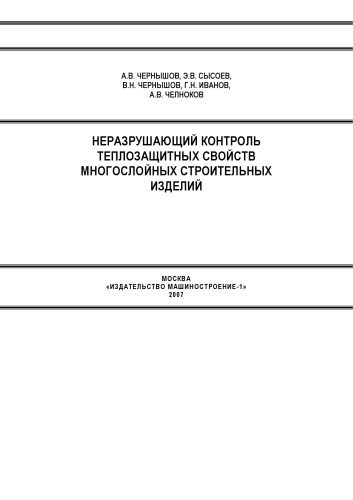 А.В. ЧЕРНЫШОВ, Э.В. СЫСОЕВ,
В.Н. ЧЕРНЫШОВ, Г.Н. ИВАНОВ,
А.В. ЧЕЛНОКОВ
НЕРАЗРУШАЮЩИЙ КОНТРОЛЬ
ТЕПЛОЗАЩИТНЫХ СВОЙСТВ
МНОГОСЛОЙНЫХ СТРОИТЕЛЬНЫХ
ИЗДЕЛИЙ
МОСКВА
«ИЗДАТЕЛЬСТВО МАШИНОСТРОЕНИЕ-1»
2007